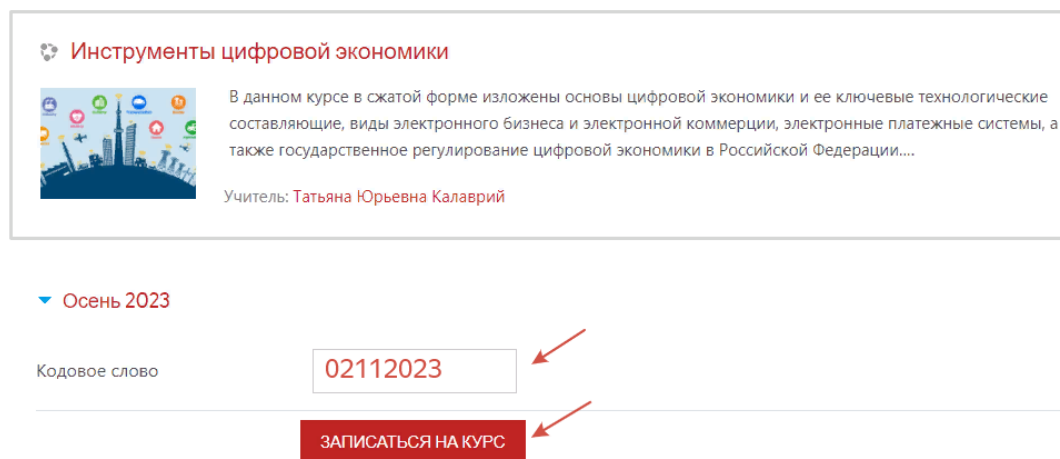 Инструменты цифровой экономики
В данном курсе в сжатой форме изложены основы цифровой экономики и ее ключевые технологические
составляющие, виды электронного бизнеса и электронной коммерции, электронные платежные системы, а
также государственное регулирование цифровой экономики в Российской Федерации....
Учитель: Татьяна Юрьевна Калаврий
Осень 2023
Кодовое слово 02112023
ЗАПИСАТЬСЯ НА КУРС